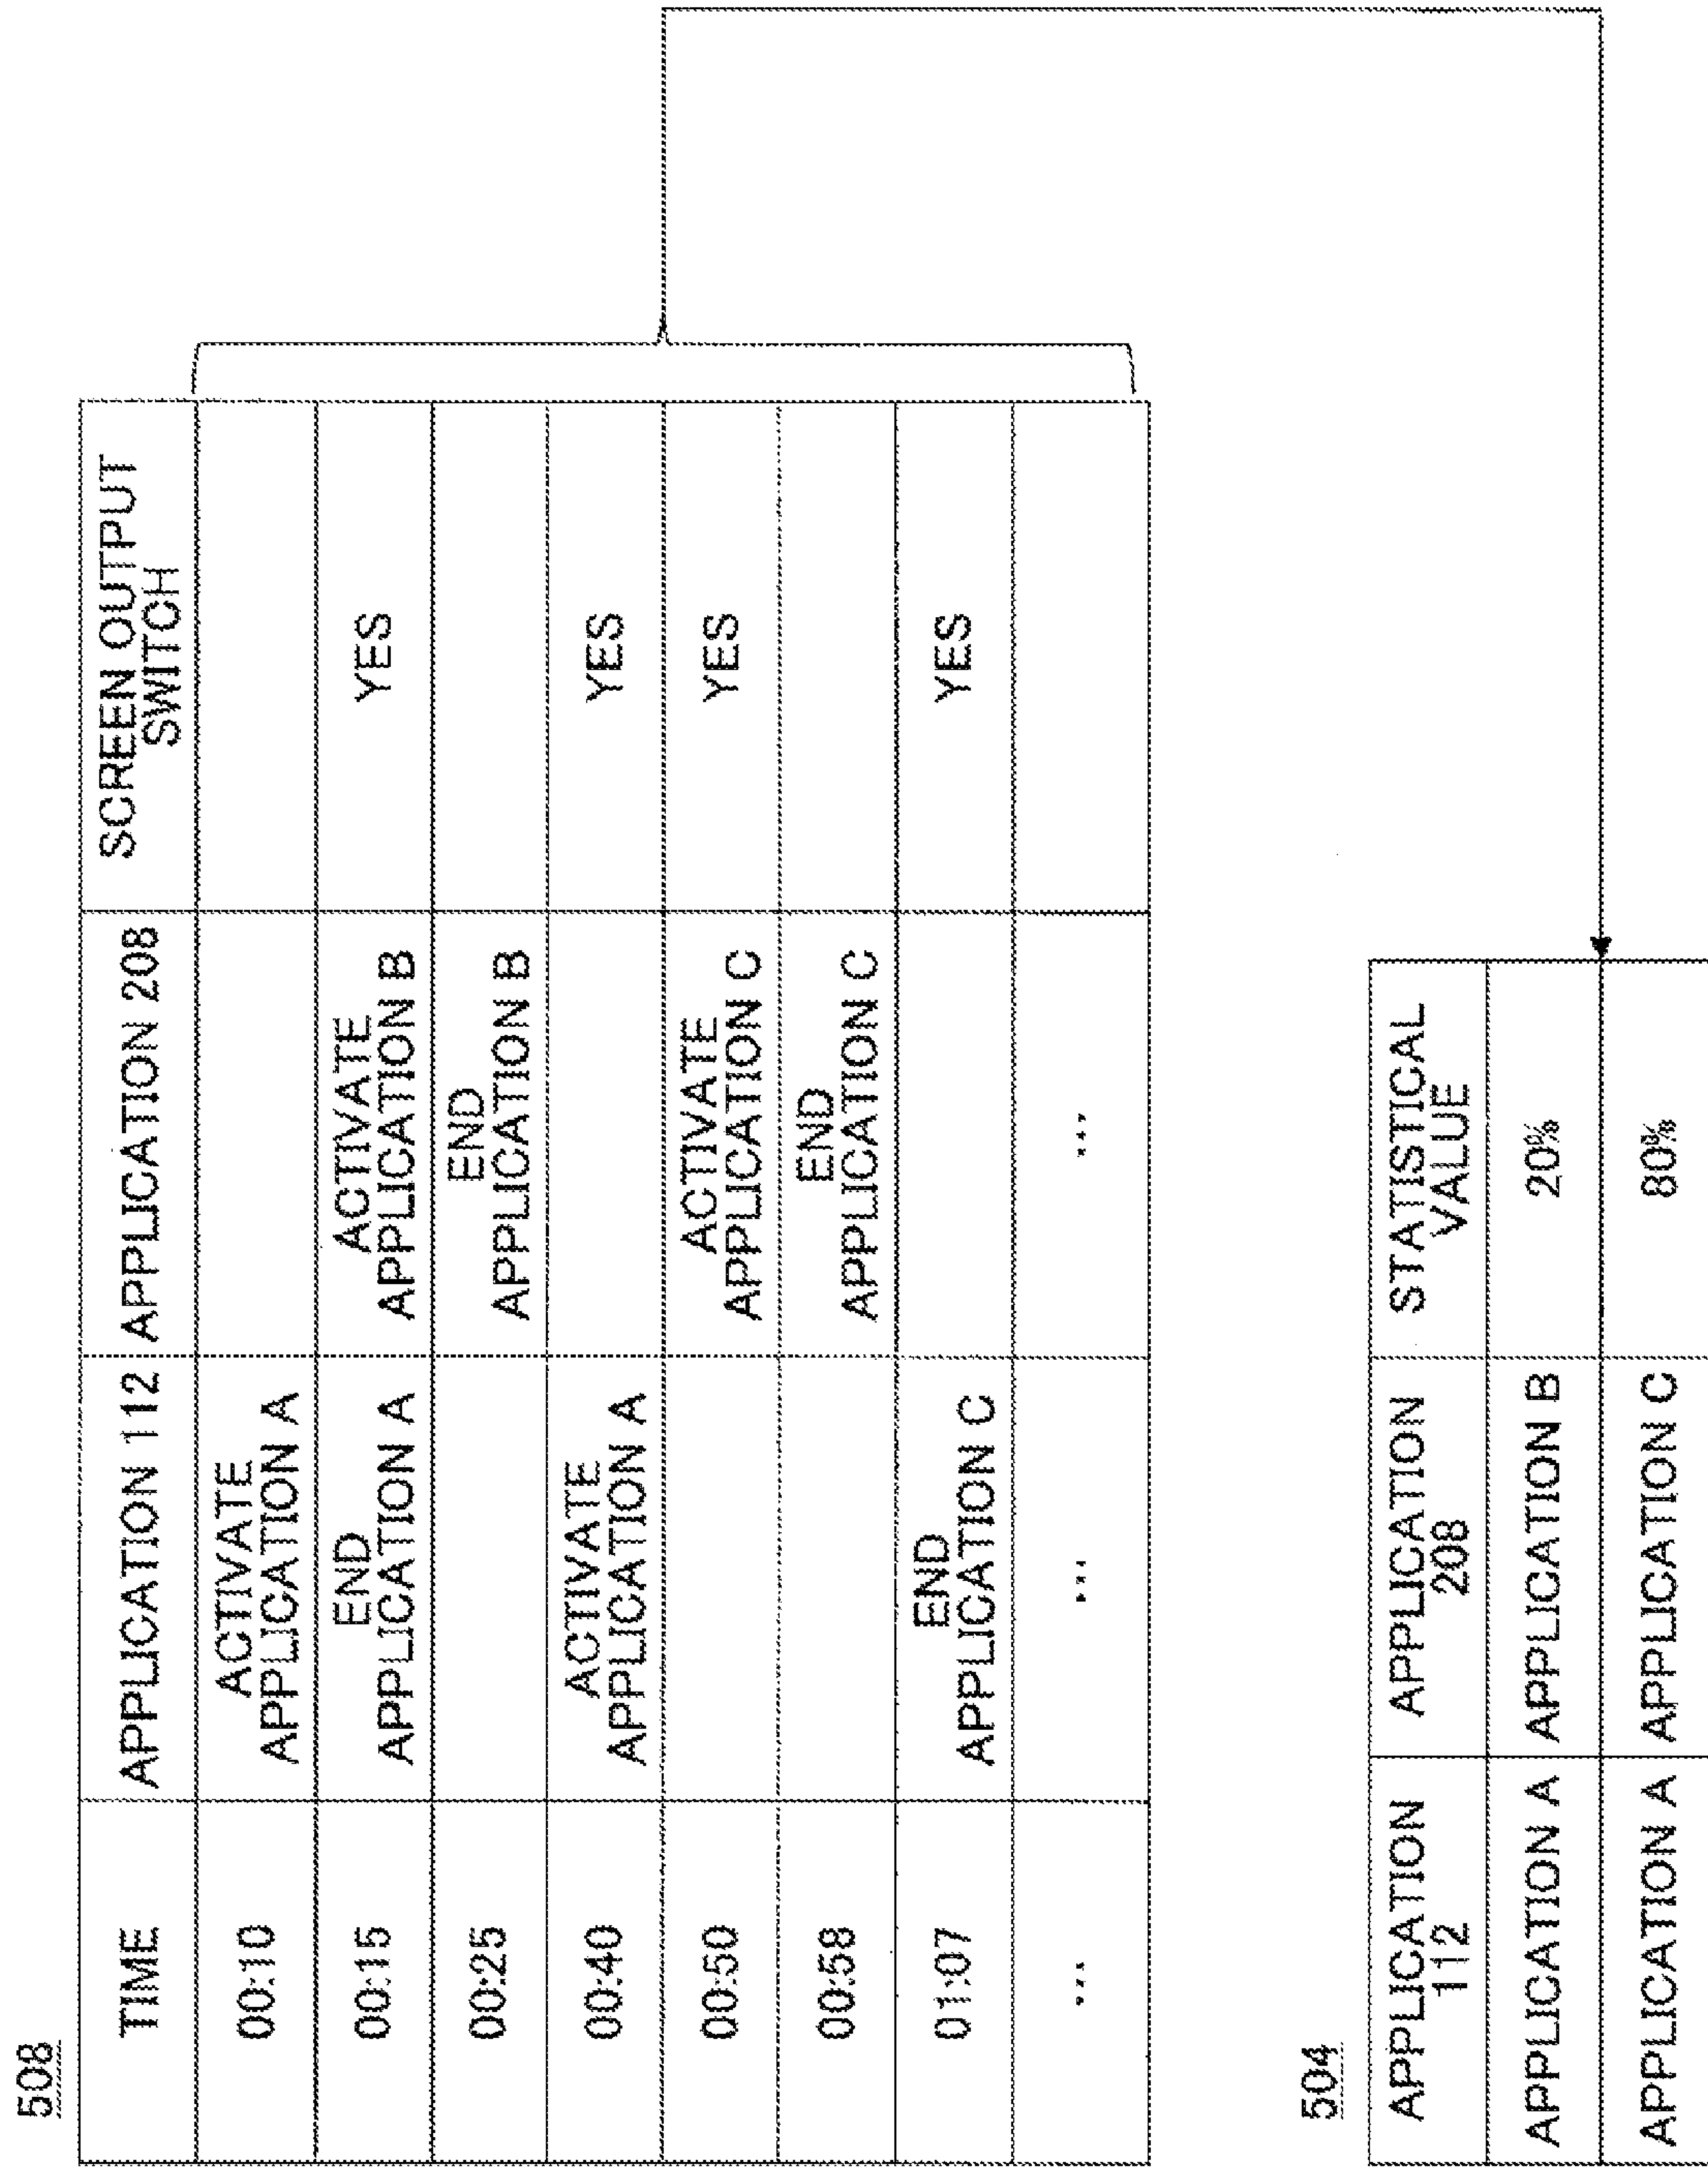 508
TIME APPLICATION 112 APPLICATION 208 SCREEN OUTPUT
SWITCH
00:10 ACTIVATE
APPLICATION A
00:15 END
APPLICATION A ACTIVATE
APPLICATION B YES
00:25 END
APPLICATION B
00:40 ACTIVATE
APPLICATION A YES
00:50 ACTIVATE
APPLICATION C YES
00:58 END
APPLICATION C
01:07 END
APPLICATION C YES
... ... ...
504
APPLICATION
112 APPLICATION
208 STATISTICAL
VALUE
APPLICATION A APPLICATION B 20%
APPLICATION A APPLICATION C 80%